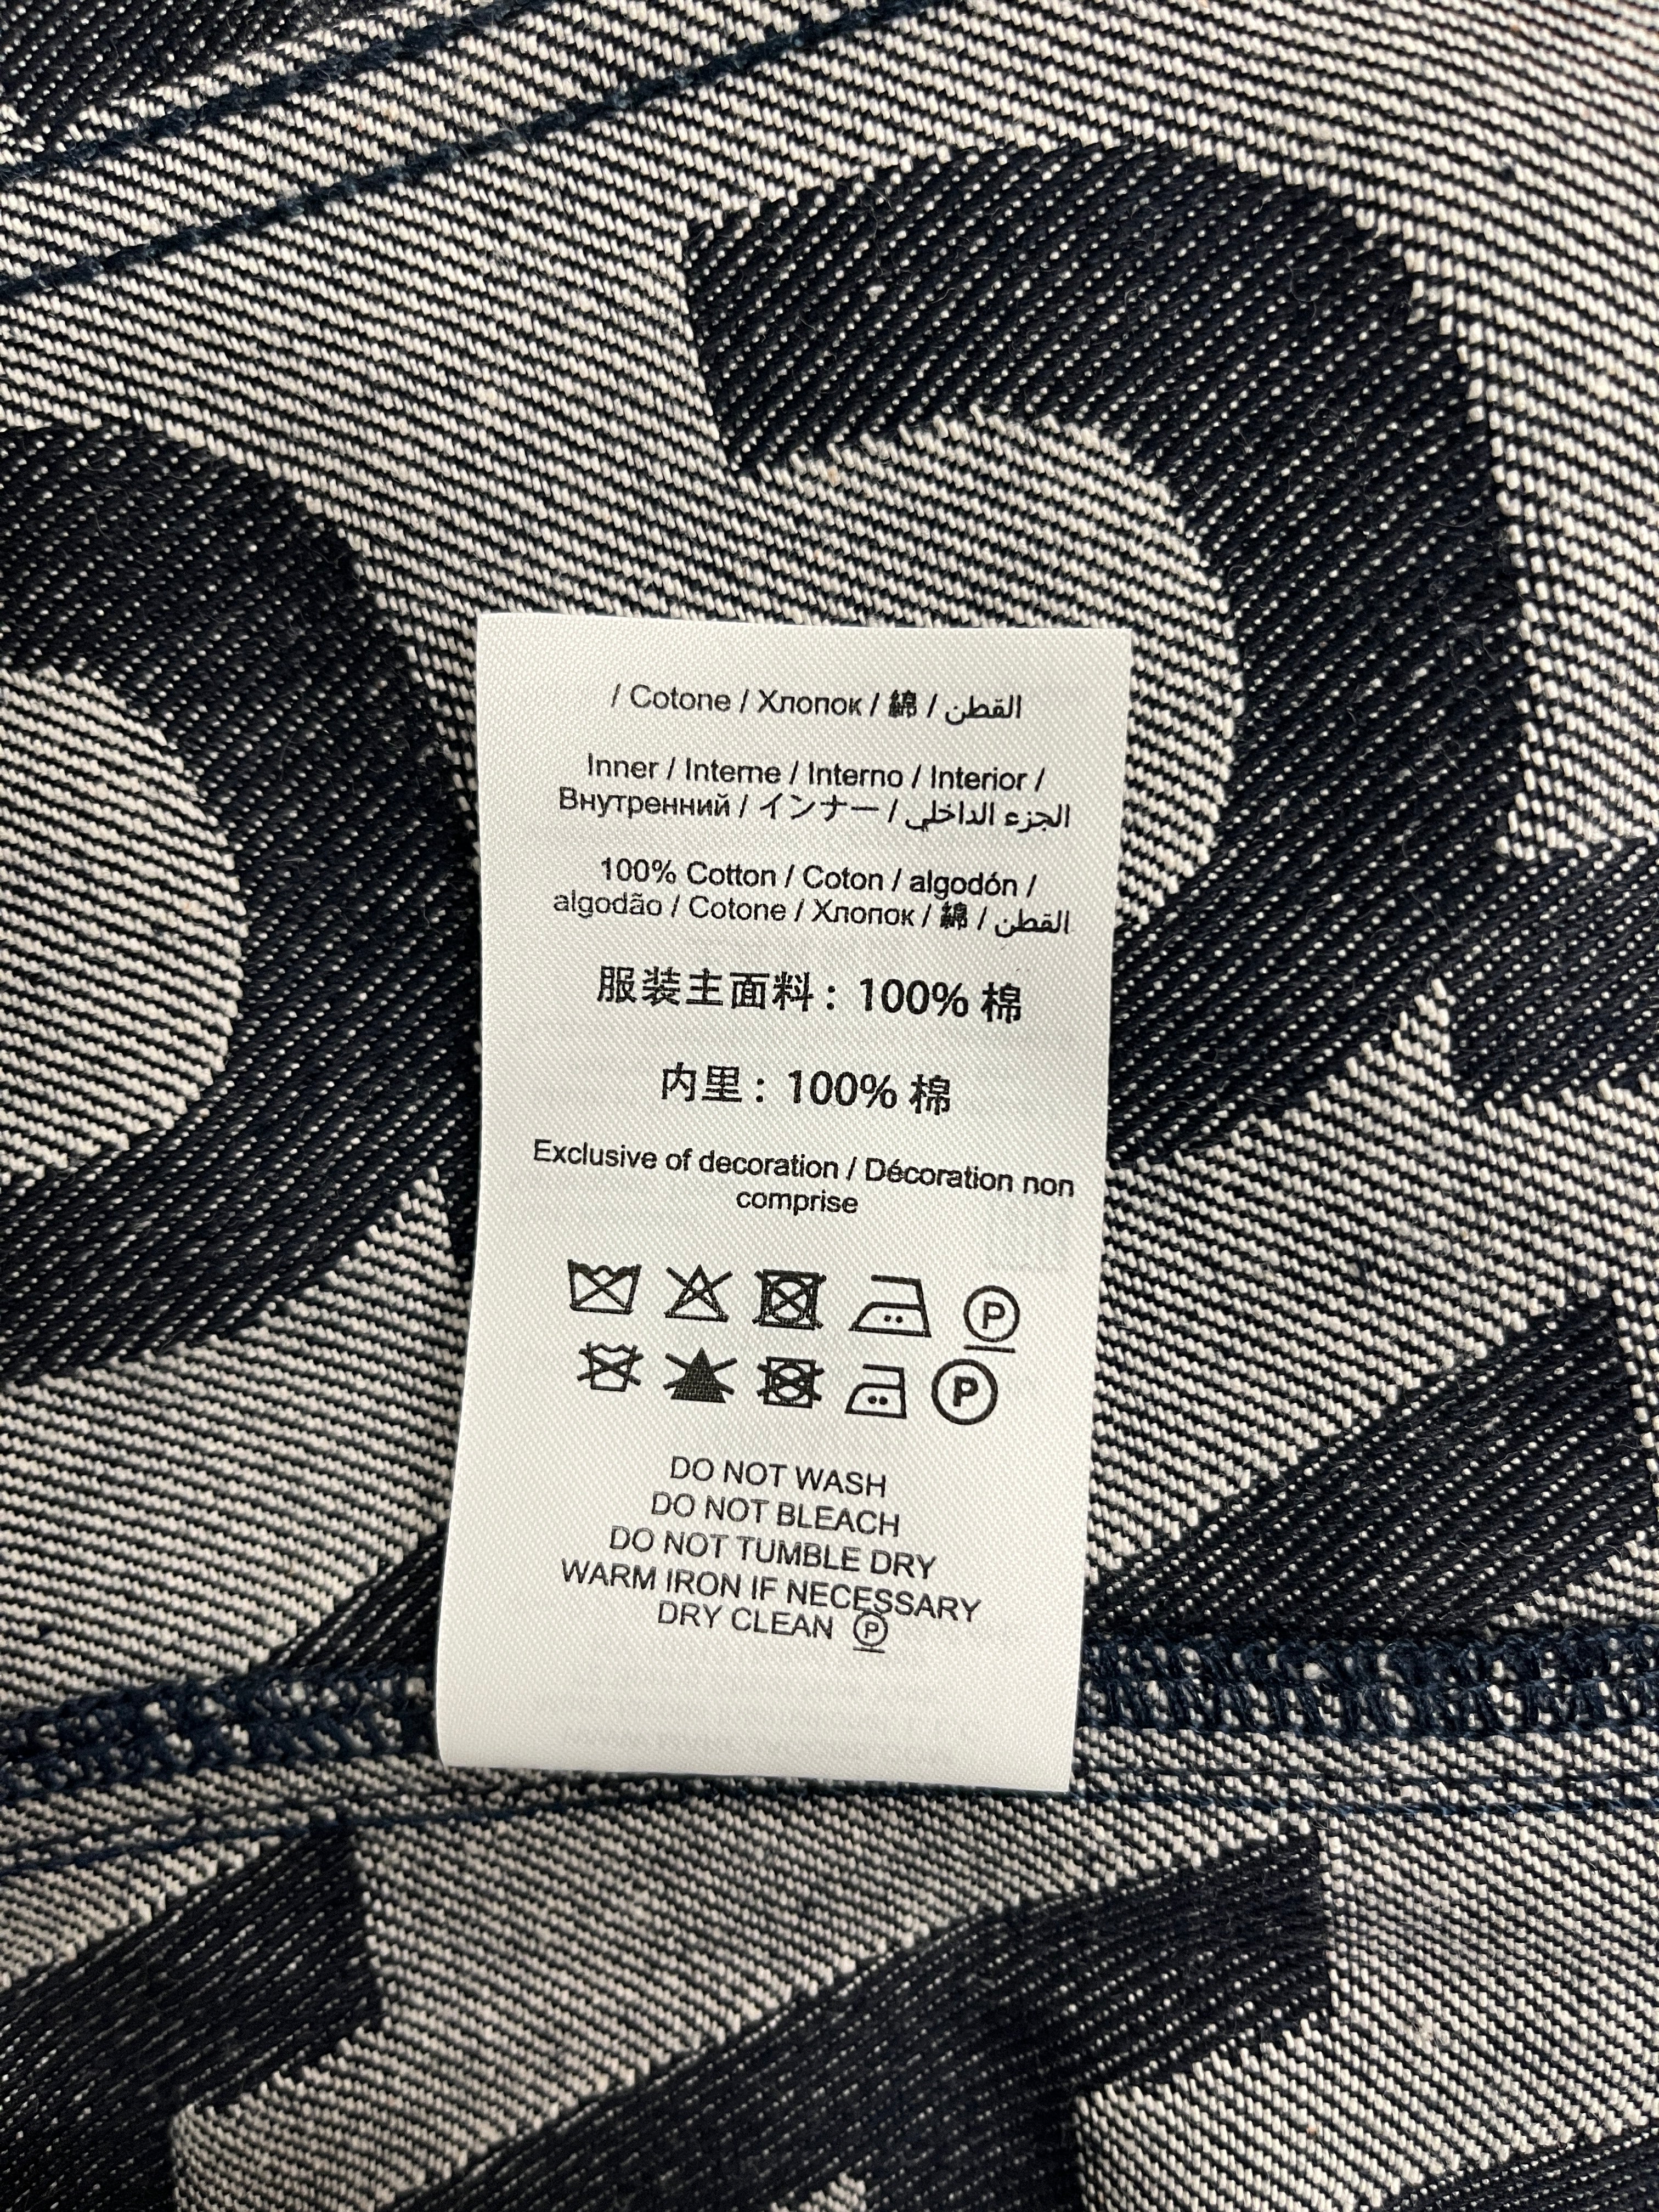 / Cotone / Хлопок / 綿 / القطن
Inner / Interne / Interno / Interior /
Внутренний / インナー / الجزء الداخلي
100% Cotton / Coton / algodón /
algodão / Cotone / Хлопок / 綿 / القطن
服装主面料: 100% 棉
内里: 100% 棉
Exclusive of decoration / Décoration non
comprise
P
P
DO NOT WASH
DO NOT BLEACH
DO NOT TUMBLE DRY
WARM IRON IF NECESSARY
DRY CLEAN P